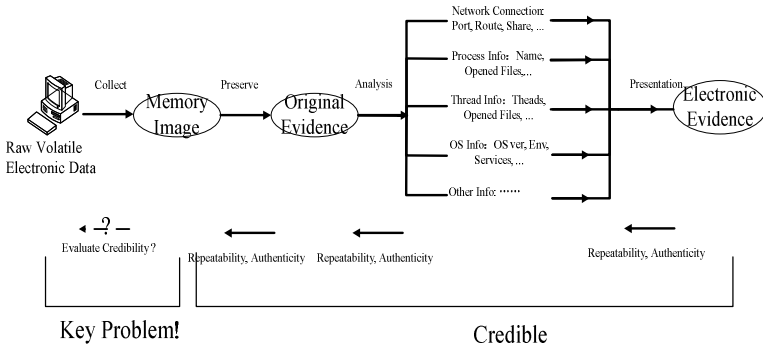 Network Connection:
Port, Route, Share, ...
Process Info: Name,
Opened Files,...
Collect
Preserve
Analysis
Presentation
Memory
Image
Original
Evidence
Thread Info: Theads,
Opened Files, ...
Electronic
Evidence
Raw Volatile
Electronic Data
OS Info: OS ver, Env,
Services, ...
Other Info: ······
?
Evaluate Credibility?
Repeatability, Authenticity
Repeatability, Authenticity
Repeatability, Authenticity
Key Problem!
Credible